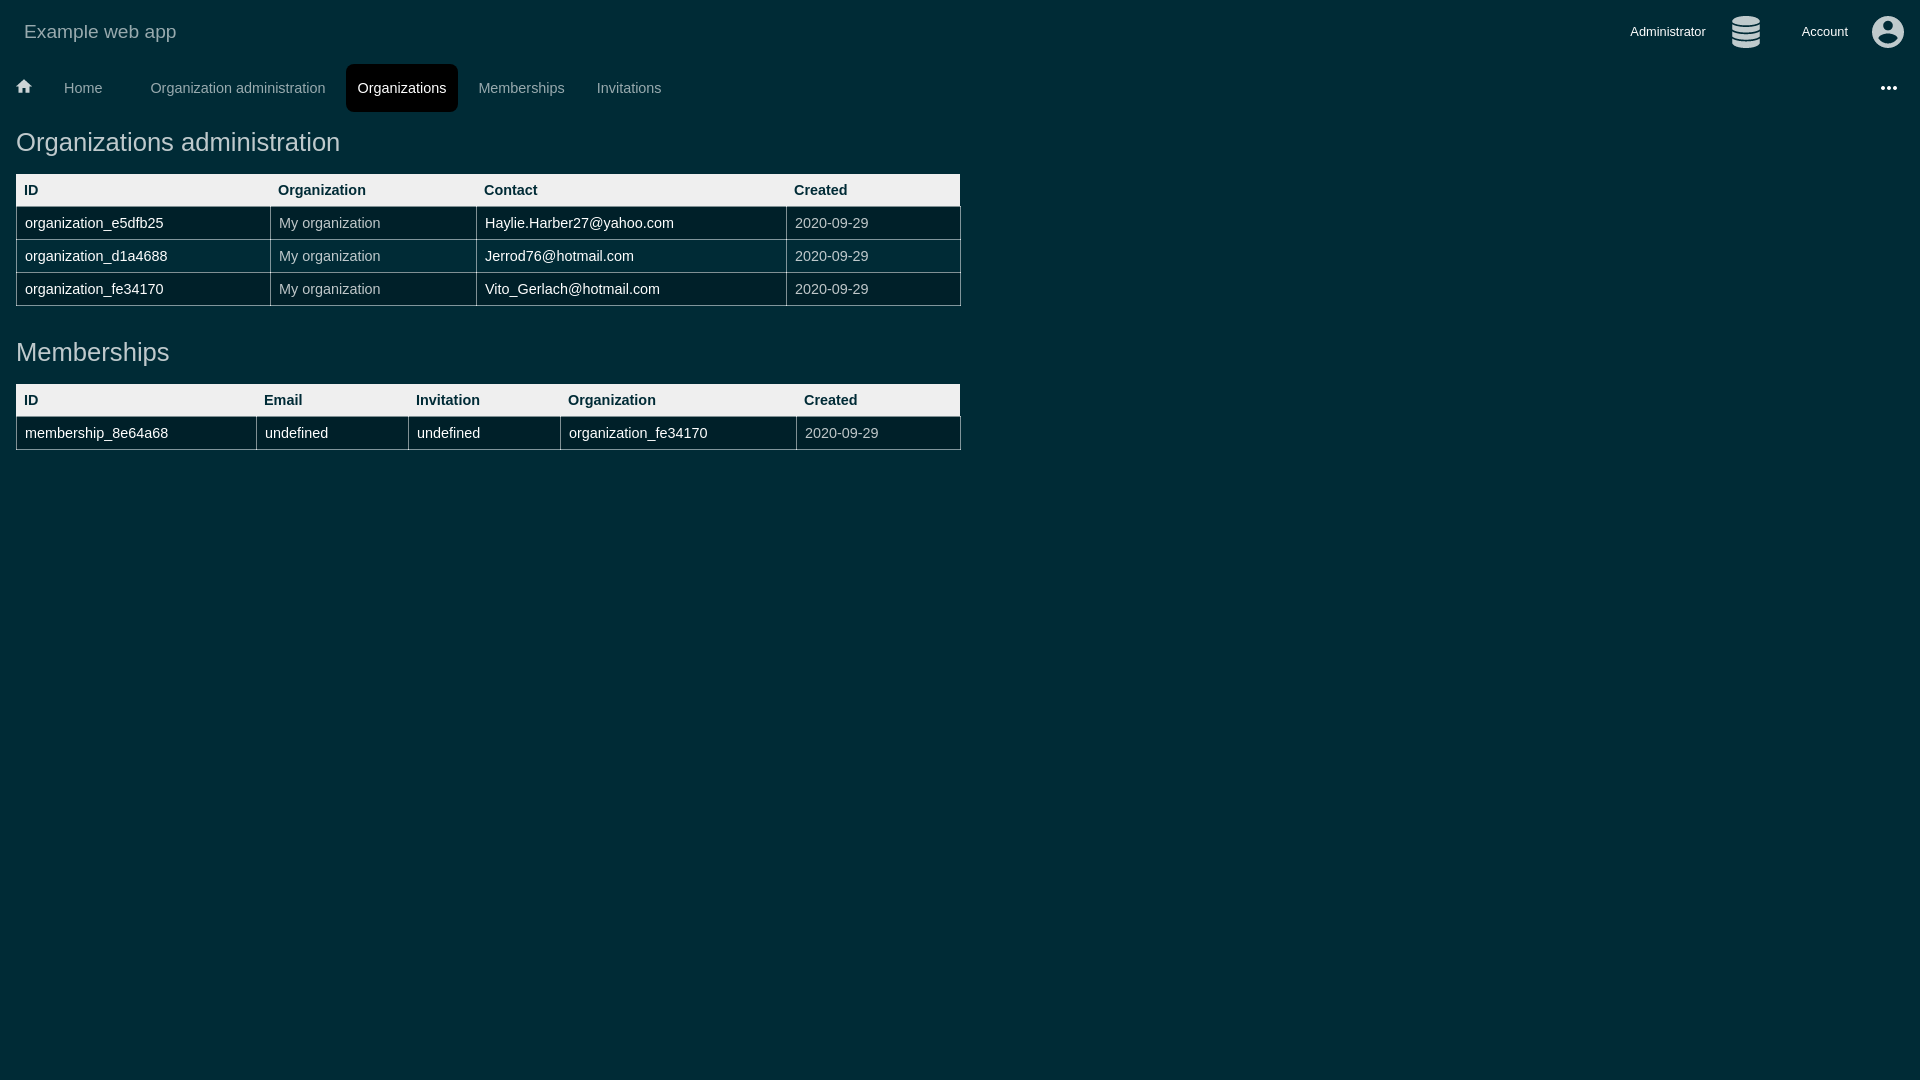 Example web app
Administrator
Account
Home
Organization administration
Organizations
Memberships
Invitations
Organizations administration
ID Organization Contact Created
organization_e5dfb25 My organization Haylie.Harber27@yahoo.com 2020-09-29
organization_d1a4688 My organization Jerrod76@hotmail.com 2020-09-29
organization_fe34170 My organization Vito_Gerlach@hotmail.com 2020-09-29
Memberships
ID Email Invitation Organization Created
membership_8e64a68 undefined undefined organization_fe34170 2020-09-29